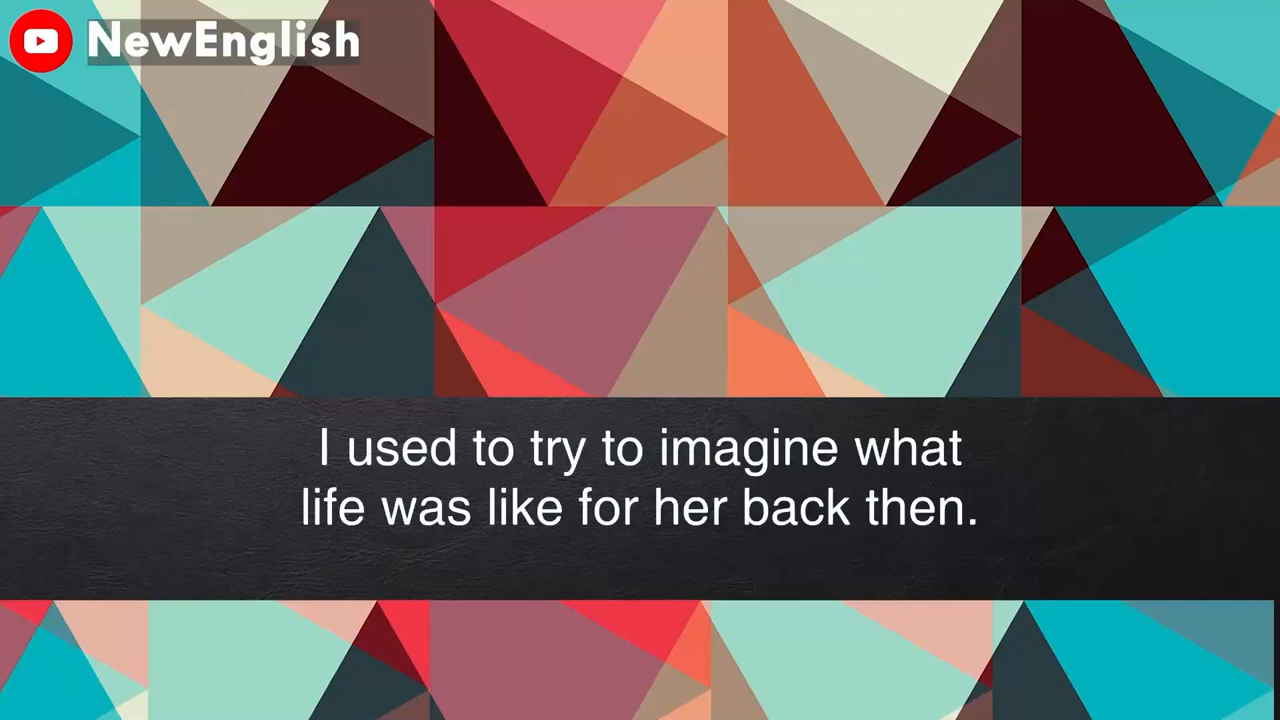 NewEnglish
I used to try to imagine what
life was like for her back then.